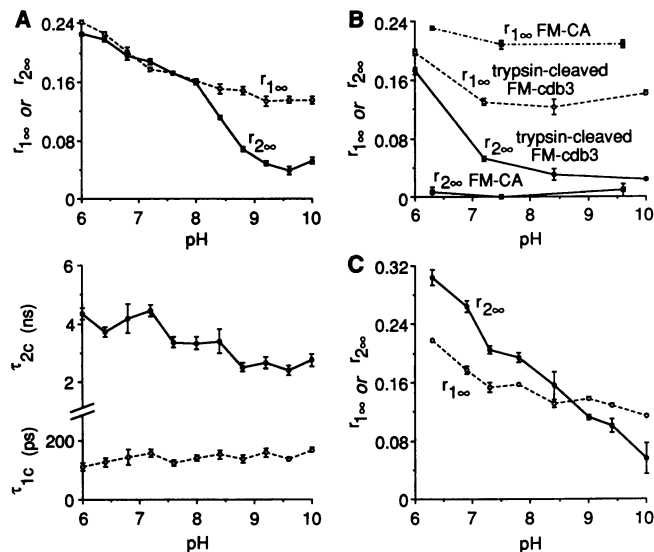 A
0.24
0.16
0.08
0
r1∞ or r2∞
r1∞
r2∞
6 7 8 9 10
pH
6
4
2
200
0
τ2c (ns)
τ1c (ps)
6 7 8 9 10
pH
B
0.24
0.16
0.08
0
r1∞ or r2∞
r1∞ FM-CA
r1∞ trypsin-cleaved
FM-cdb3
r2∞ trypsin-cleaved
FM-cdb3
r2∞ FM-CA
6 7 8 9 10
pH
C
0.32
0.24
0.16
0.08
0
r1∞ or r2∞
r2∞
r1∞
6 7 8 9 10
pH